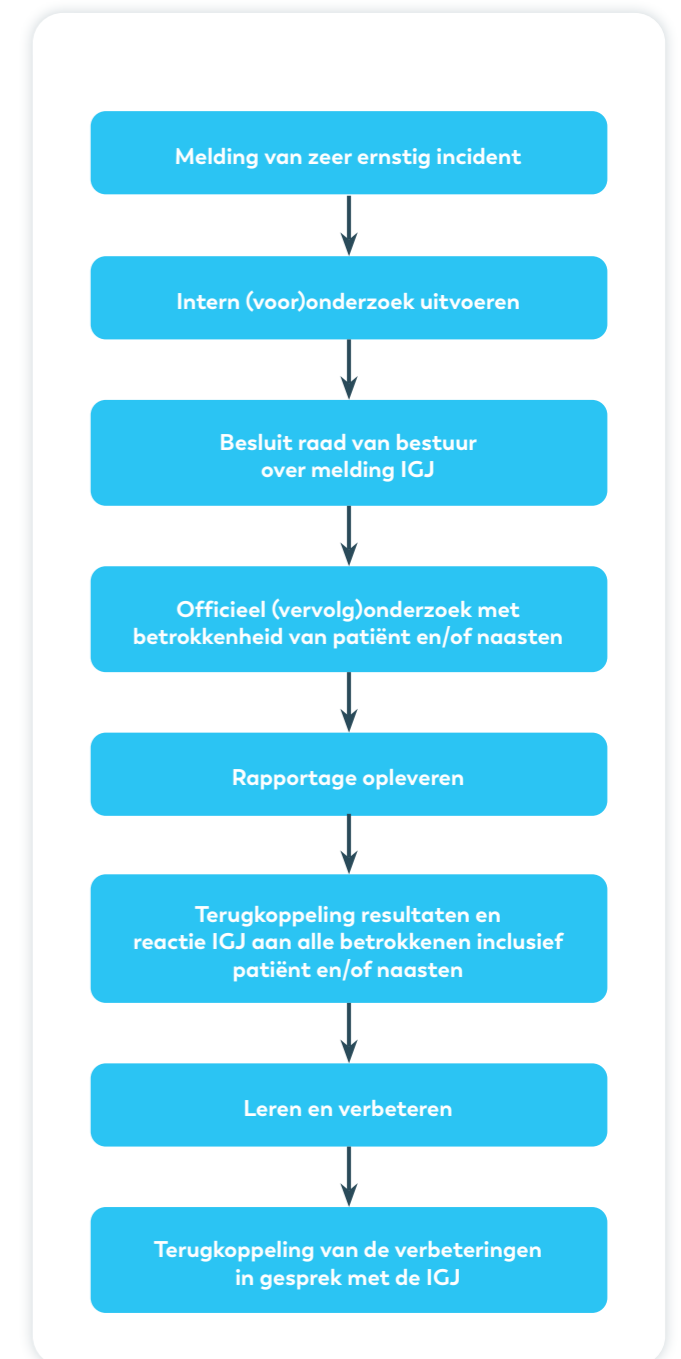 Melding van zeer ernstig incident
Intern (voor)onderzoek uitvoeren
Besluit raad van bestuur
over melding IGJ
Officieel (vervolg)onderzoek met
betrokkenheid van patiënt en/of naasten
Rapportage opleveren
Terugkoppeling resultaten en
reactie IGJ aan alle betrokkenen inclusief
patiënt en/of naasten
Leren en verbeteren
Terugkoppeling van de verbeteringen
in gesprek met de IGJ